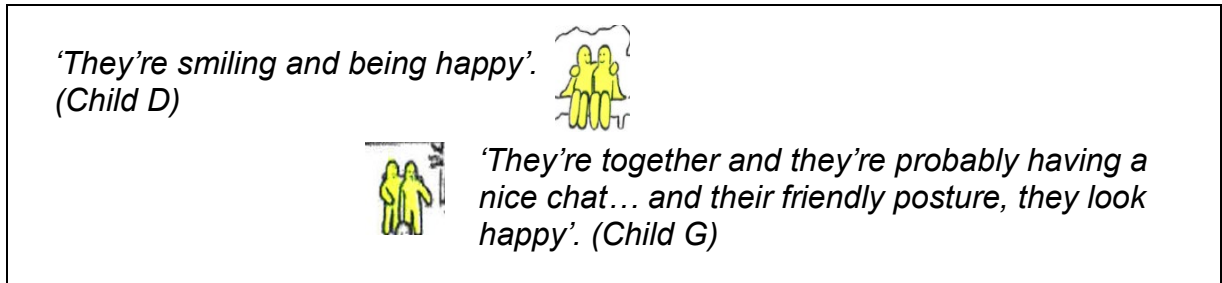 ‘They’re smiling and being happy’.
(Child D)
‘They’re together and they’re probably having a
nice chat… and their friendly posture, they look
happy’. (Child G)